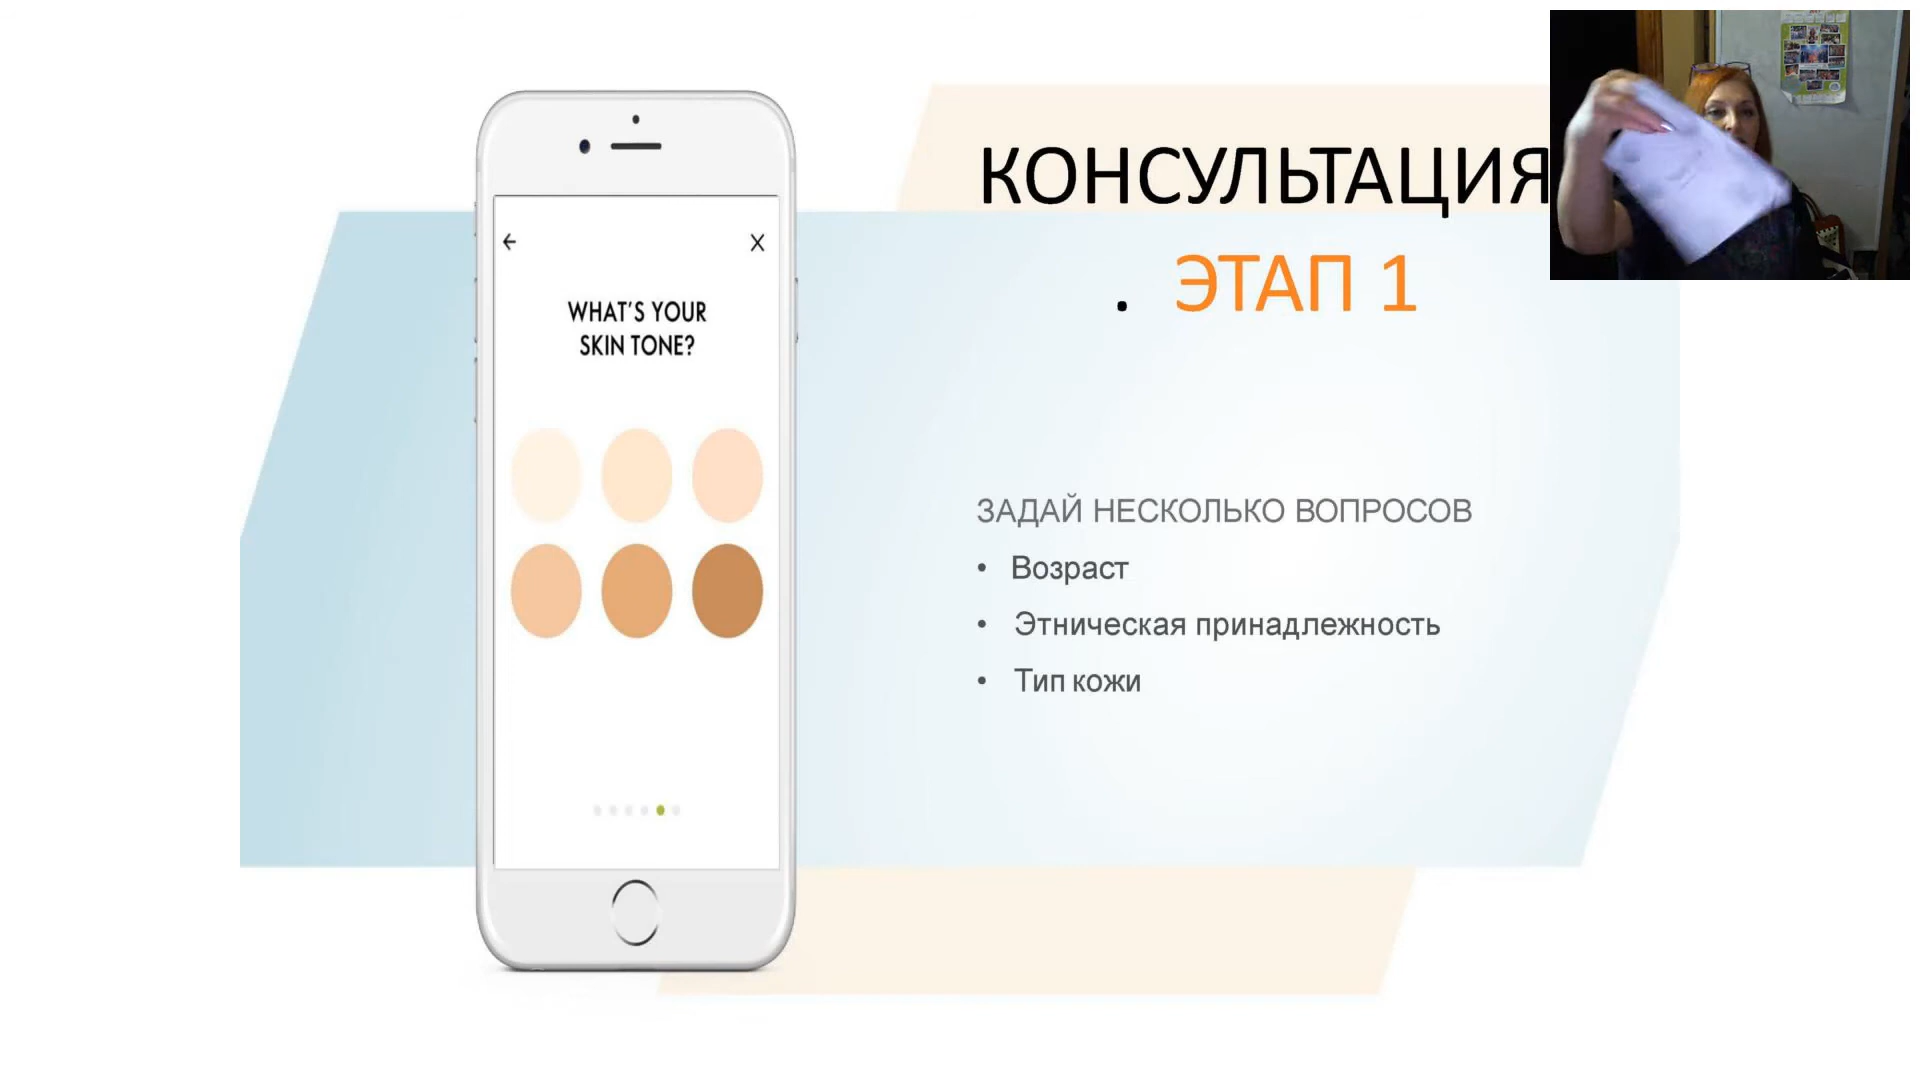 WHAT'S YOUR
SKIN TONE?
КОНСУЛЬТАЦИЯ
. ЭТАП 1
ЗАДАЙ НЕСКОЛЬКО ВОПРОСОВ
• Возраст
• Этническая принадлежность
• Тип кожи